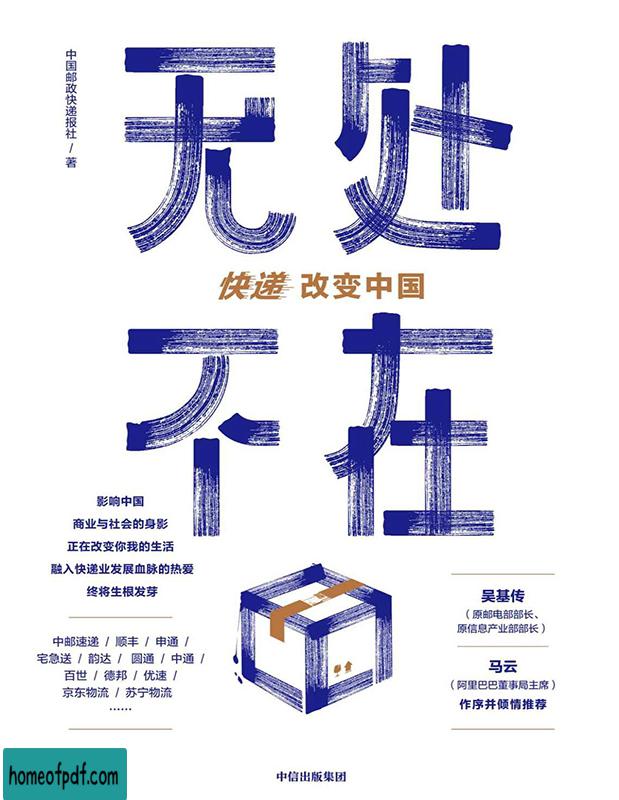 中国邮政快递报社/著
无处
快递 改变中国
不在
影响中国
商业与社会的身影
正在改变你我的生活
融入快递业发展血脉的热爱
终将生根发芽
中邮速递 / 顺丰 / 申通 /
宅急送 / 韵达 / 圆通 / 中通 /
百世 / 德邦 / 优速 /
京东物流 / 苏宁物流
……
吴基传
（原邮电部部长、
原信息产业部部长）
马云
（阿里巴巴董事局主席）
作序并倾情推荐
中信出版集团
homeofpdf.com